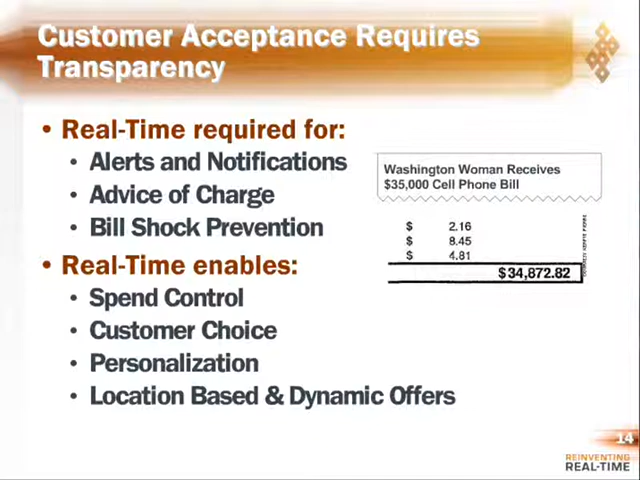 Customer Acceptance Requires
Transparency
• Real-Time required for:
• Alerts and Notifications
• Advice of Charge
• Bill Shock Prevention
• Real-Time enables:
• Spend Control
• Customer Choice
• Personalization
• Location Based & Dynamic Offers
Washington Woman Receives
$35,000 Cell Phone Bill
$ 2.16
$ 8.45
$ 4.81
$34,872.82
14
REINVENTING
REAL-TIME